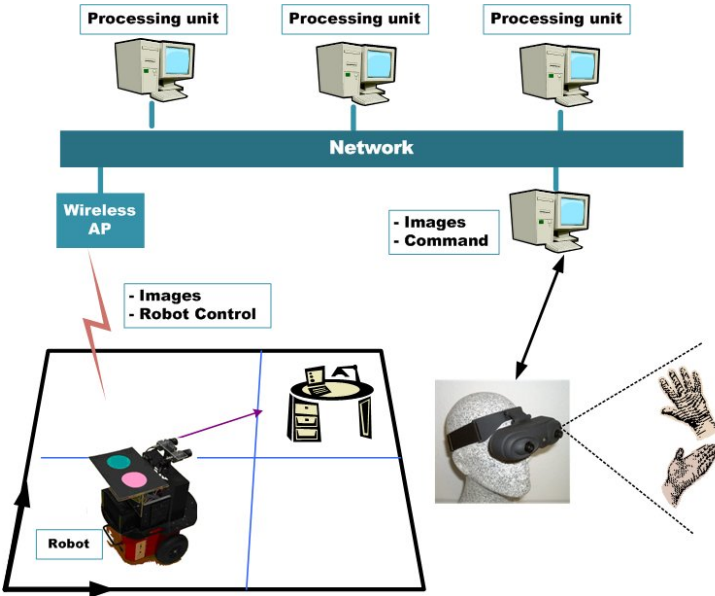 Processing unit
Processing unit
Processing unit
Network
Wireless
AP
- Images
- Command
- Images
- Robot Control
Robot